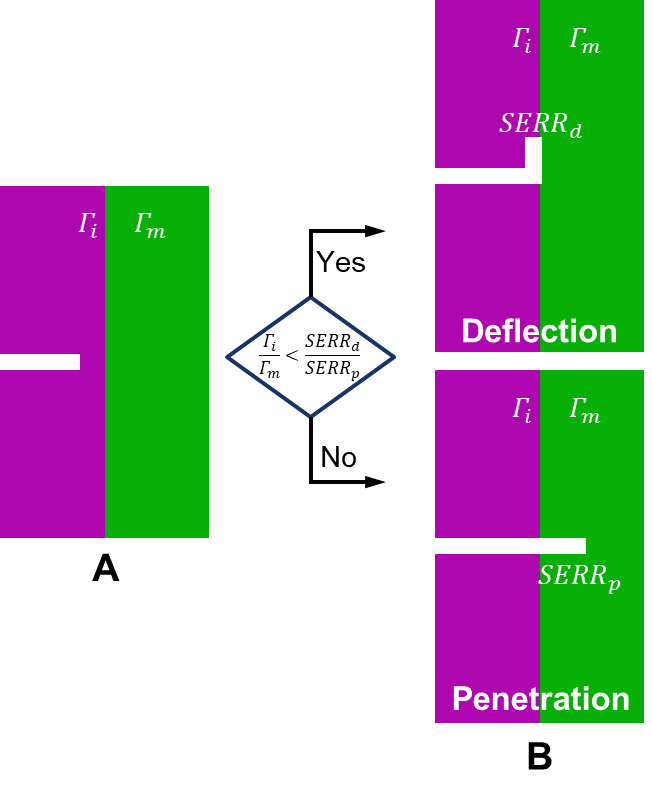 Γi Γm
A
Yes
Γi/Γm < SERRd/SERRp
No
Γi Γm
SERRd
Deflection
Γi Γm
SERRp
Penetration
B